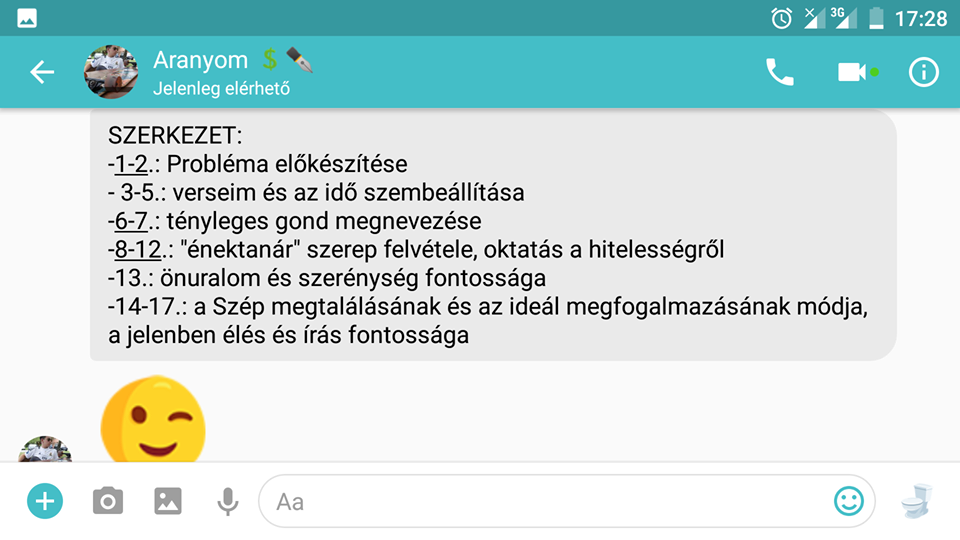 3G
17:28
Aranyom
Jelenleg elérhető
SZERKEZET:
-1-2.: Probléma előkészítése
- 3-5.: verseim és az idő szembeállítása
-6-7.: tényleges gond megnevezése
-8-12.: "énektanár" szerep felvétele, oktatás a hitelességről
-13.: önuralom és szerénység fontossága
-14-17.: a Szép megtalálásának és az ideál megfogalmazásának módja,
a jelenben élés és írás fontossága
Aa